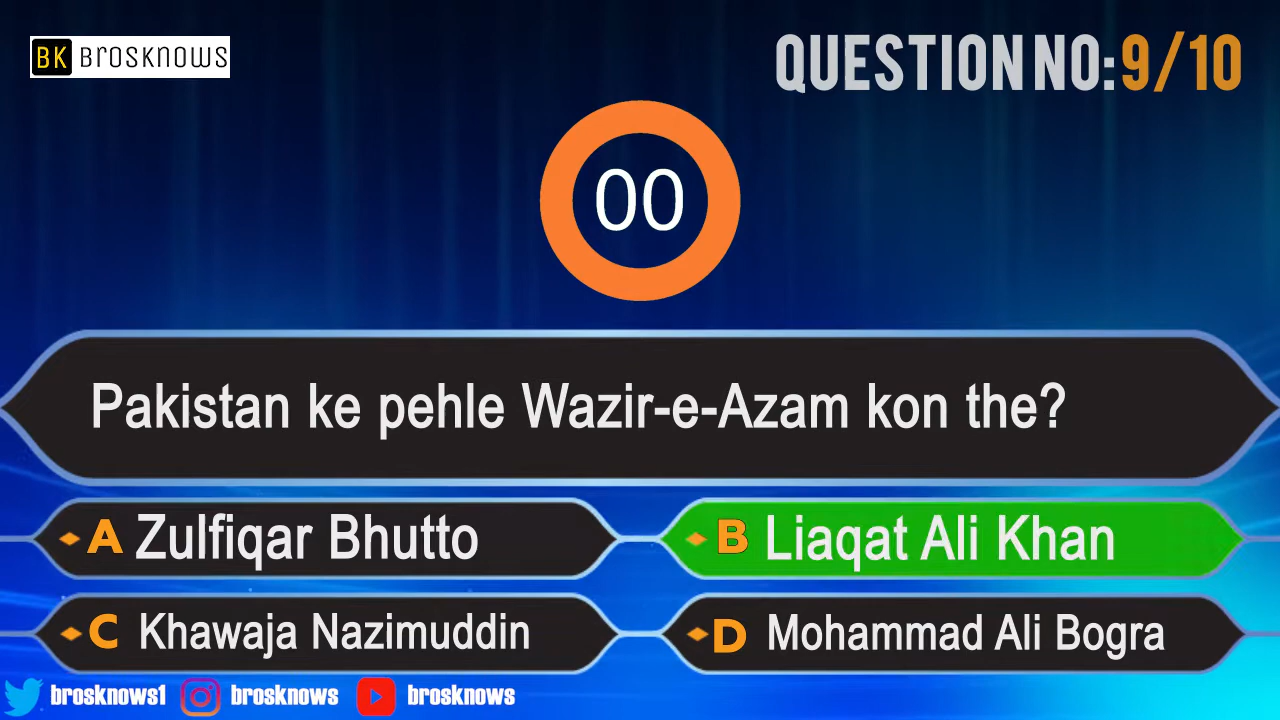 BK Brosknows
QUESTION NO: 9/10
00
Pakistan ke pehle Wazir-e-Azam kon the?
A Zulfiqar Bhutto
B Liaqat Ali Khan
C Khawaja Nazimuddin
D Mohammad Ali Bogra
brosknows1 brosknows brosknows